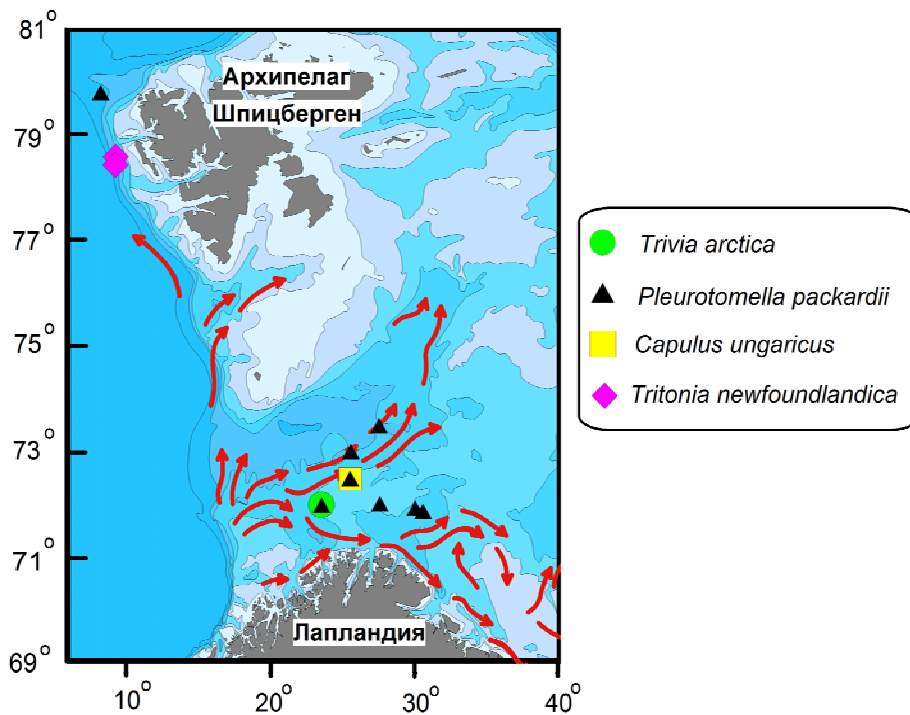 81°
79°
77°
75°
73°
71°
69°
Архипелаг
Шпицберген
Лапландия
10°
20°
30°
40°
Trivia arctica
Pleurotomella packardii
Capulus ungaricus
Tritonia newfoundlandica